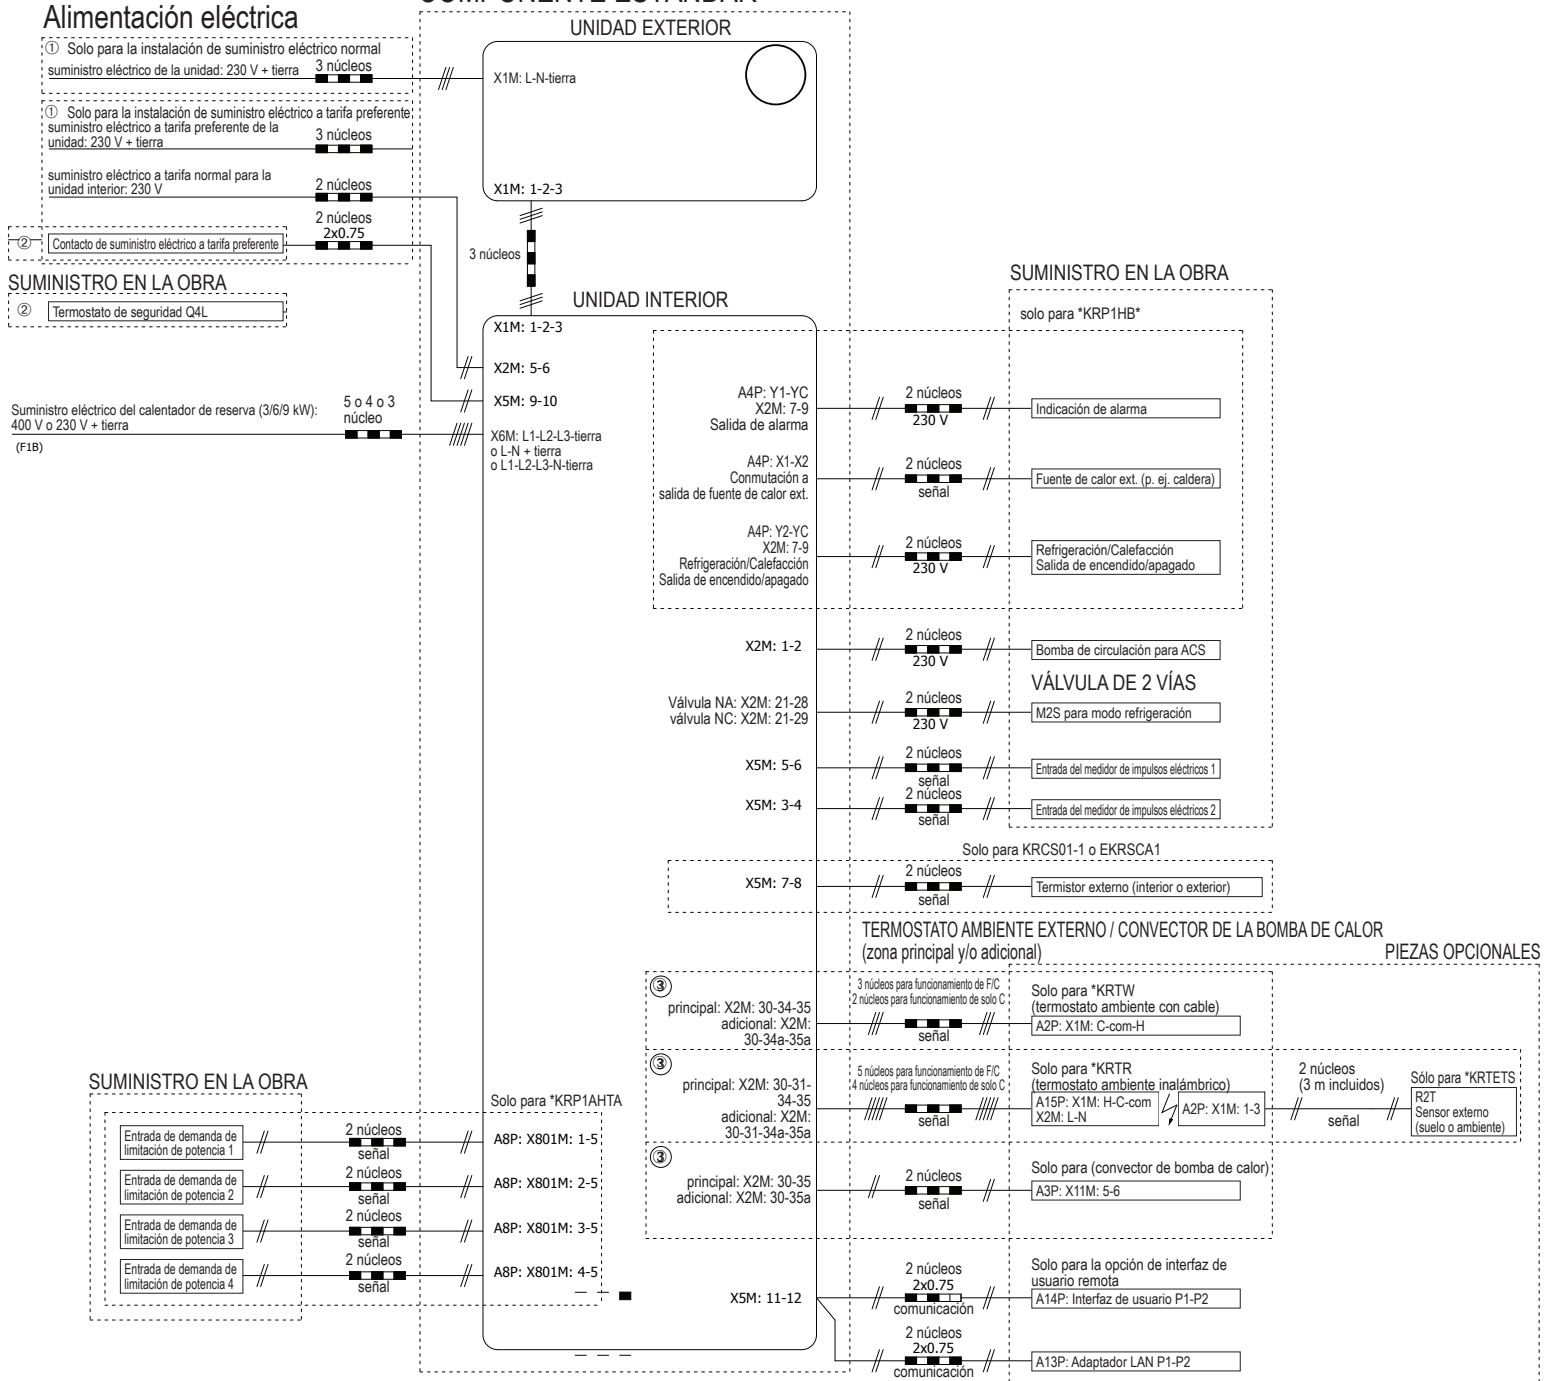 Alimentación eléctrica
COMPONENTE ESTÁNDAR
① Solo para la instalación de suministro eléctrico normal
suministro eléctrico de la unidad: 230 V + tierra
3 núcleos
① Solo para la instalación de suministro eléctrico a tarifa preferente
suministro eléctrico a tarifa preferente de la
unidad: 230 V + tierra
3 núcleos
suministro eléctrico a tarifa normal para la
unidad interior: 230 V
2 núcleos
2 núcleos
2x0.75
② Contacto de suministro eléctrico a tarifa preferente
SUMINISTRO EN LA OBRA
② Termostato de seguridad Q4L
Suministro eléctrico del calentador de reserva (3/6/9 kW):
400 V o 230 V + tierra
(F1B)
5 o 4 o 3
núcleo
UNIDAD EXTERIOR
X1M: L-N-tierra
X1M: 1-2-3
3 núcleos
UNIDAD INTERIOR
X1M: 1-2-3
X2M: 5-6
X5M: 9-10
X6M: L1-L2-L3-tierra
o L-N + tierra
o L1-L2-L3-N-tierra
SUMINISTRO EN LA OBRA
solo para *KRP1HB*
A4P: Y1-YC
X2M: 7-9
Salida de alarma
2 núcleos
230 V
Indicación de alarma
A4P: X1-X2
Conmutación a
salida de fuente de calor ext.
2 núcleos
señal
Fuente de calor ext. (p. ej. caldera)
A4P: Y2-YC
X2M: 7-9
Refrigeración/Calefacción
Salida de encendido/apagado
2 núcleos
230 V
Refrigeración/Calefacción
Salida de encendido/apagado
X2M: 1-2
2 núcleos
230 V
Bomba de circulación para ACS
VÁLVULA DE 2 VÍAS
Válvula NA: X2M: 21-28
válvula NC: X2M: 21-29
2 núcleos
230 V
M2S para modo refrigeración
X5M: 5-6
2 núcleos
señal
Entrada del medidor de impulsos eléctricos 1
X5M: 3-4
2 núcleos
señal
Entrada del medidor de impulsos eléctricos 2
Solo para KRCS01-1 o EKRSCA1
X5M: 7-8
2 núcleos
señal
Termistor externo (interior o exterior)
TERMOSTATO AMBIENTE EXTERNO / CONVECTOR DE LA BOMBA DE CALOR
(zona principal y/o adicional)
PIEZAS OPCIONALES
③
principal: X2M: 30-34-35
adicional: X2M:
30-34a-35a
3 núcleos para funcionamiento de F/C
2 núcleos para funcionamiento de solo C
señal
Solo para *KRTW
(termostato ambiente con cable)
A2P: X1M: C-com-H
③
principal: X2M: 30-31-
34-35
adicional: X2M:
30-31-34a-35a
5 núcleos para funcionamiento de F/C
4 núcleos para funcionamiento de solo C
señal
Solo para *KRTR
(termostato ambiente inalámbrico)
A15P: X1M: H-C-com
X2M: L-N
A2P: X1M: 1-3
2 núcleos
(3 m incluidos)
señal
Sólo para *KRTETS
R2T
Sensor externo
(suelo o ambiente)
③
principal: X2M: 30-35
adicional: X2M: 30-35a
2 núcleos
señal
Solo para (convector de bomba de calor)
A3P: X11M: 5-6
SUMINISTRO EN LA OBRA
Solo para *KRP1AHTA
Entrada de demanda de
limitación de potencia 1
2 núcleos
señal
A8P: X801M: 1-5
Entrada de demanda de
limitación de potencia 2
2 núcleos
señal
A8P: X801M: 2-5
Entrada de demanda de
limitación de potencia 3
2 núcleos
señal
A8P: X801M: 3-5
Entrada de demanda de
limitación de potencia 4
2 núcleos
señal
A8P: X801M: 4-5
X5M: 11-12
2 núcleos
2x0.75
comunicación
Solo para la opción de interfaz de
usuario remota
A14P: Interfaz de usuario P1-P2
2 núcleos
2x0.75
comunicación
A13P: Adaptador LAN P1-P2